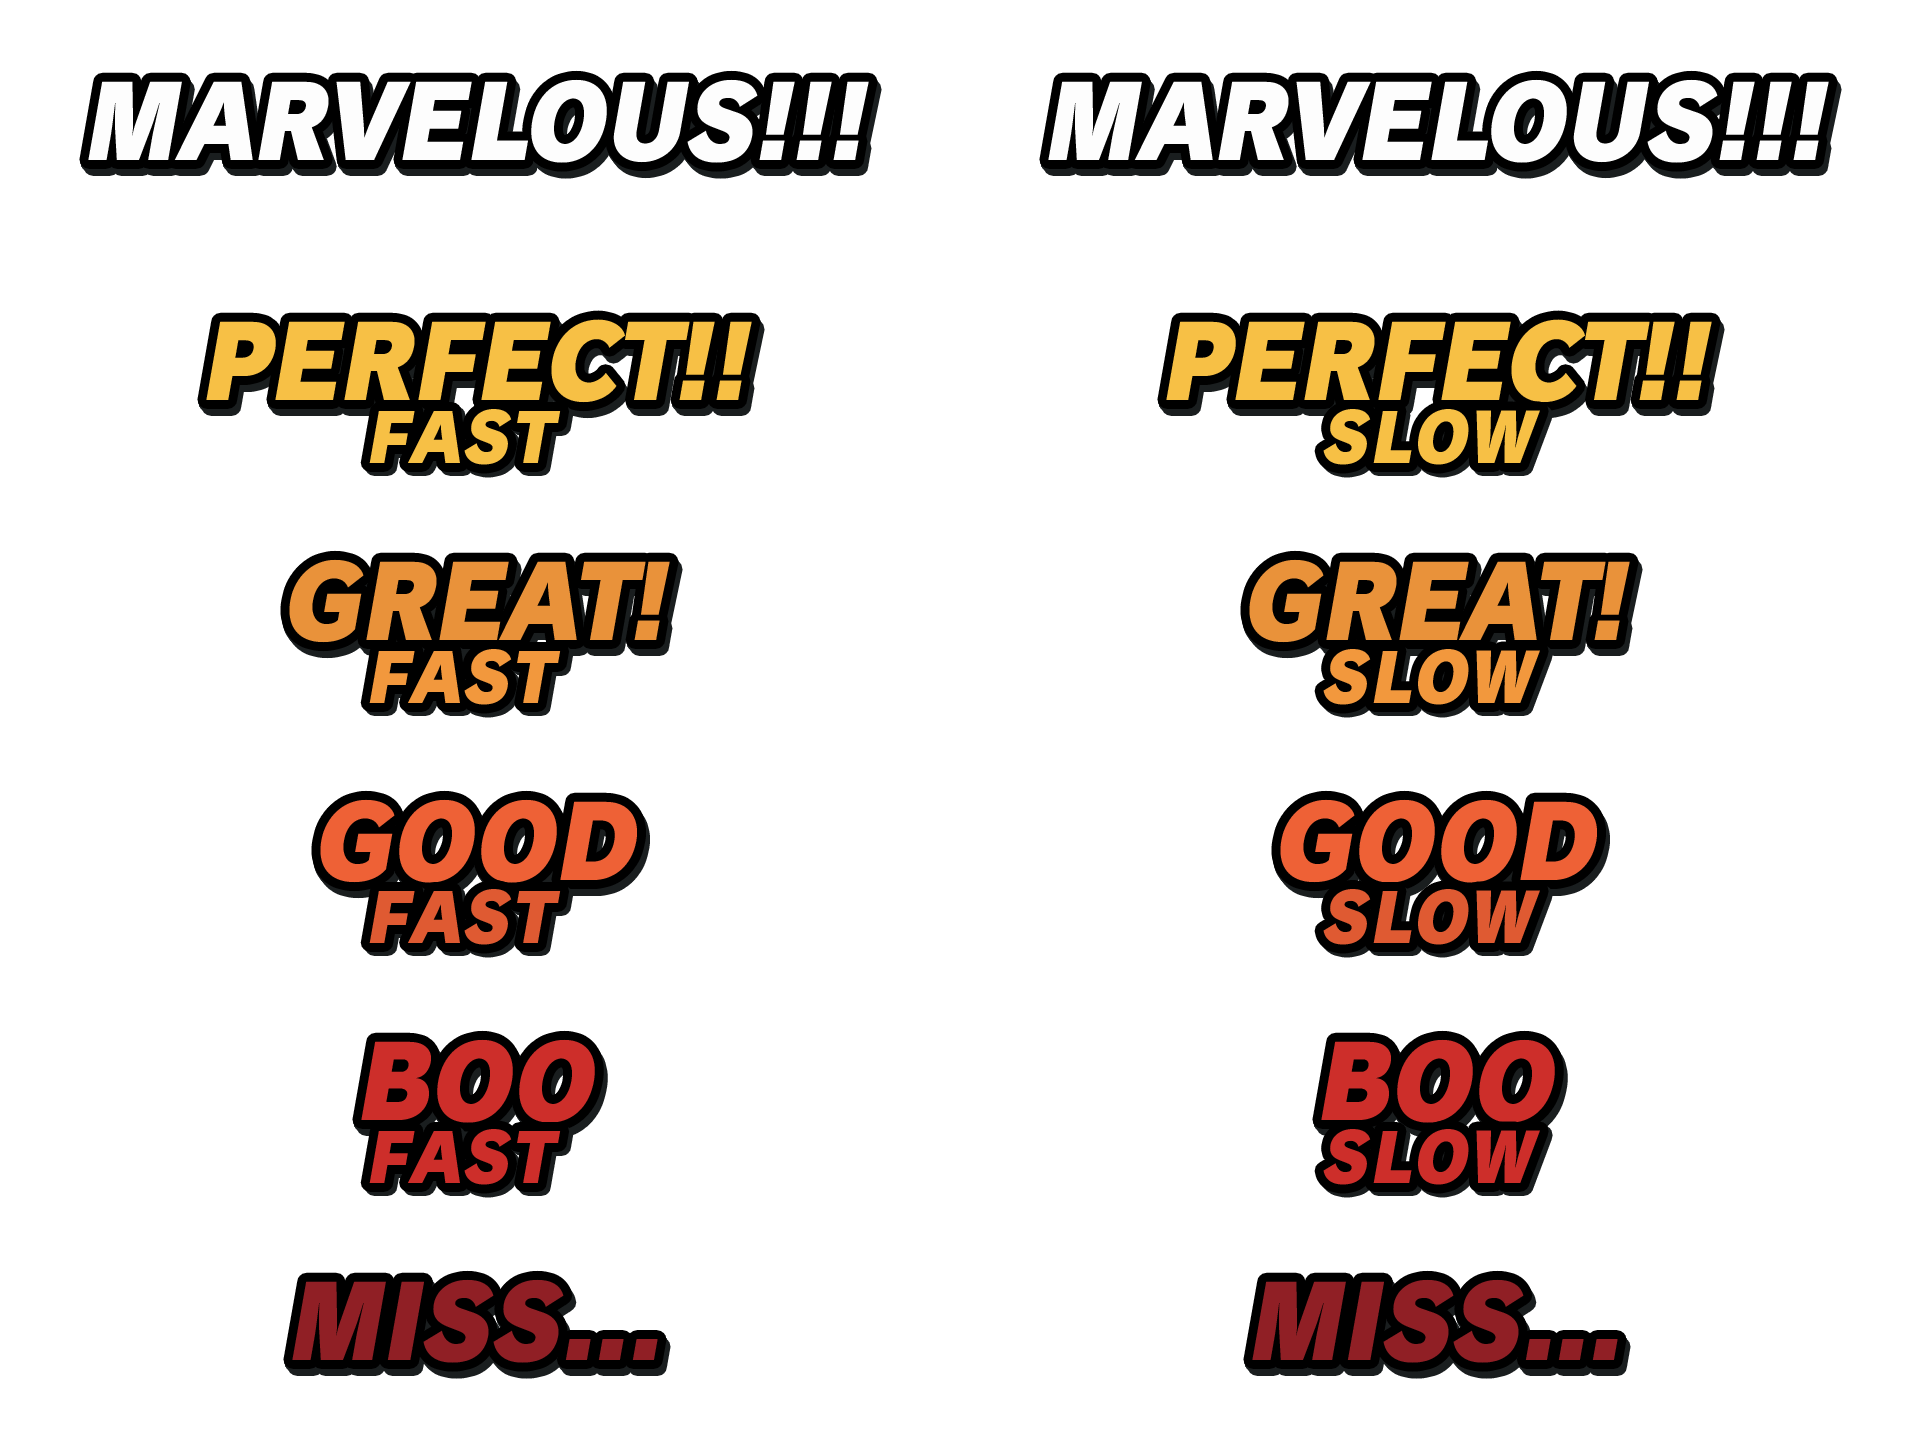 MARVELOUS!!! MARVELOUS!!!
PERFECT!! PERFECT!!
FAST SLOW
GREAT! GREAT!
FAST SLOW
GOOD GOOD
FAST SLOW
BOO BOO
FAST SLOW
MISS... MISS...